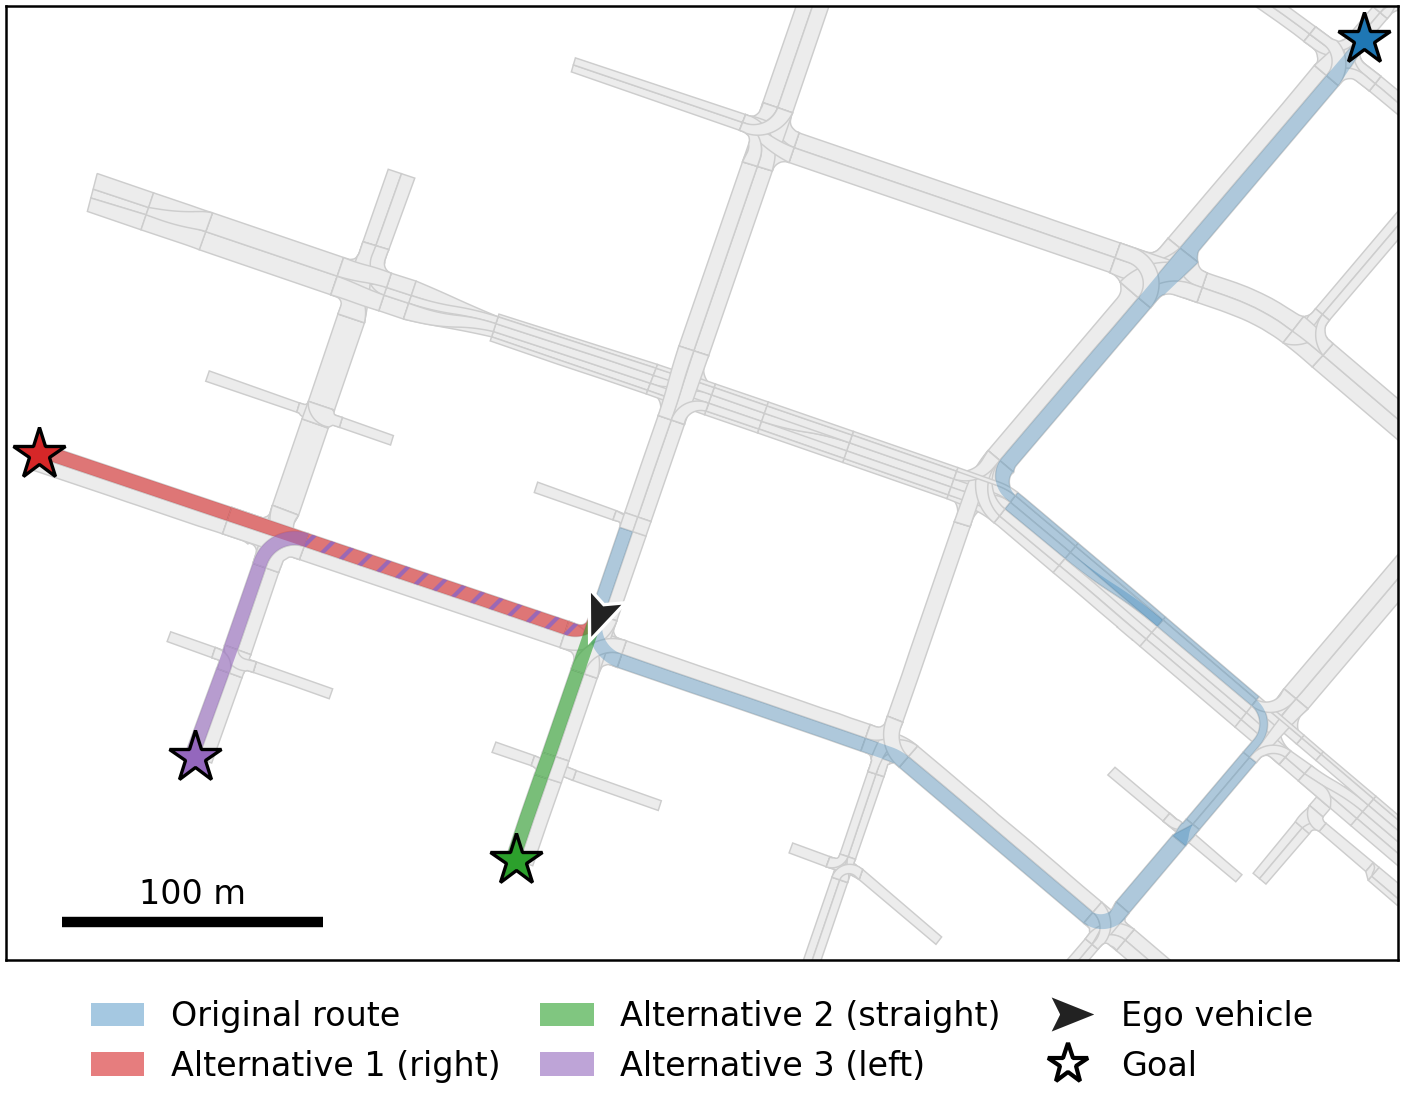 100 m
Original route
Alternative 2 (straight)
Ego vehicle
Alternative 1 (right)
Alternative 3 (left)
Goal